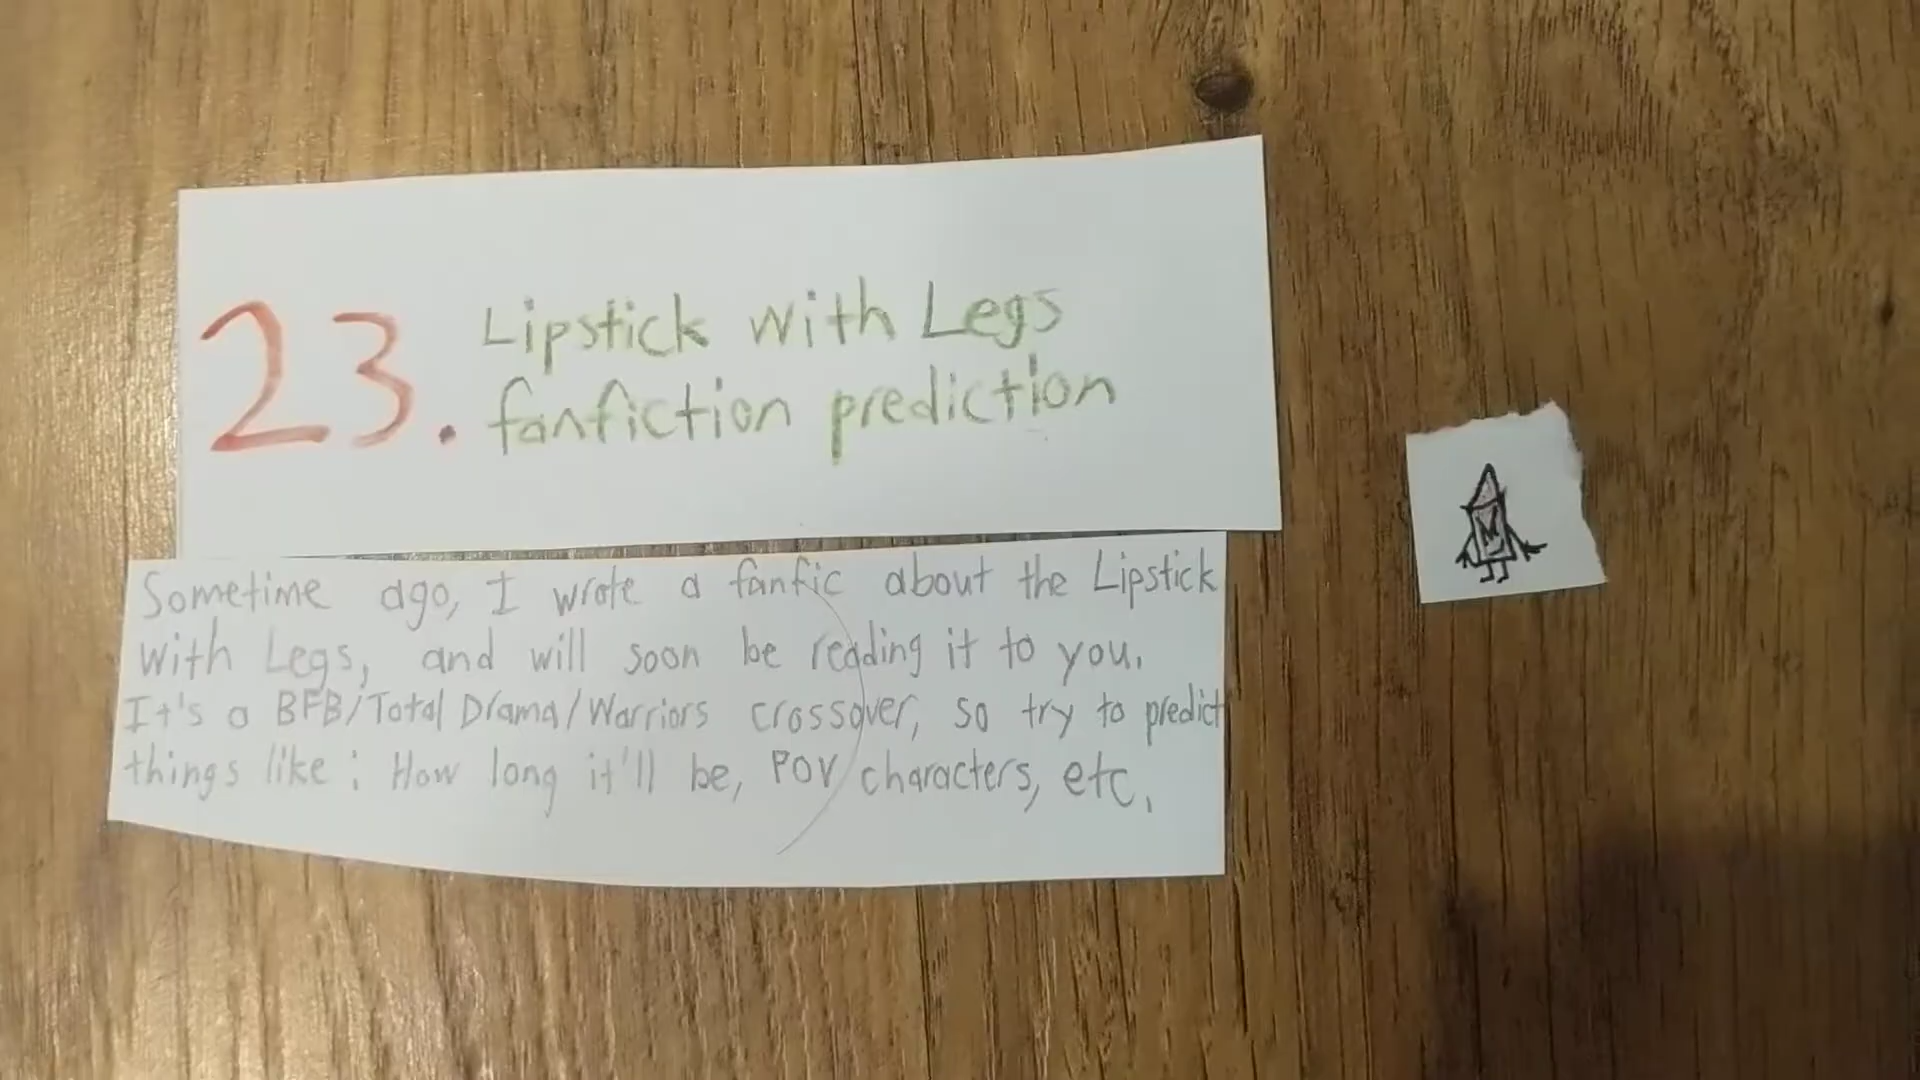 23. Lipstick with Legs
fanfiction prediction
Sometime ago, I wrote a fanfic about the Lipstick
with Legs, and will soon be reading it to you.
It's a BFB/Total Drama/Warriors crossover, so try to predict
things like: How long it'll be, POV characters, etc.
M